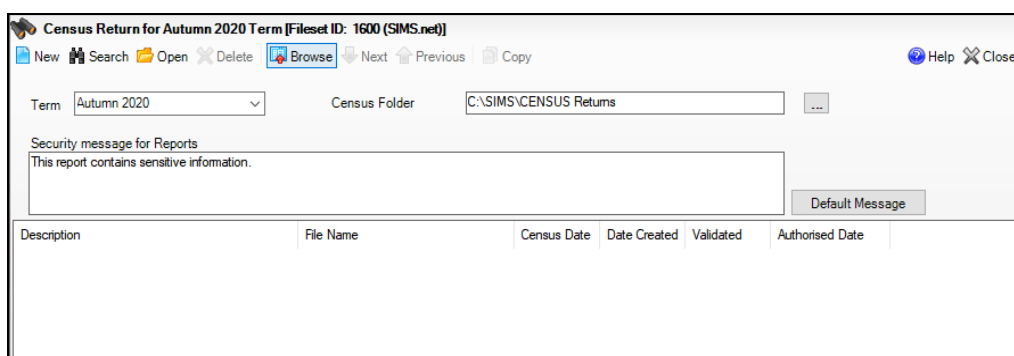 Census Return for Autumn 2020 Term [Fileset ID: 1600 (SIMS.net)]
New Search Open Delete Browse Next Previous Copy Help Close
Term Autumn 2020 Census Folder C:\SIMS\CENSUS Returns ...
Security message for Reports
This report contains sensitive information.
Default Message
Description File Name Census Date Date Created Validated Authorised Date